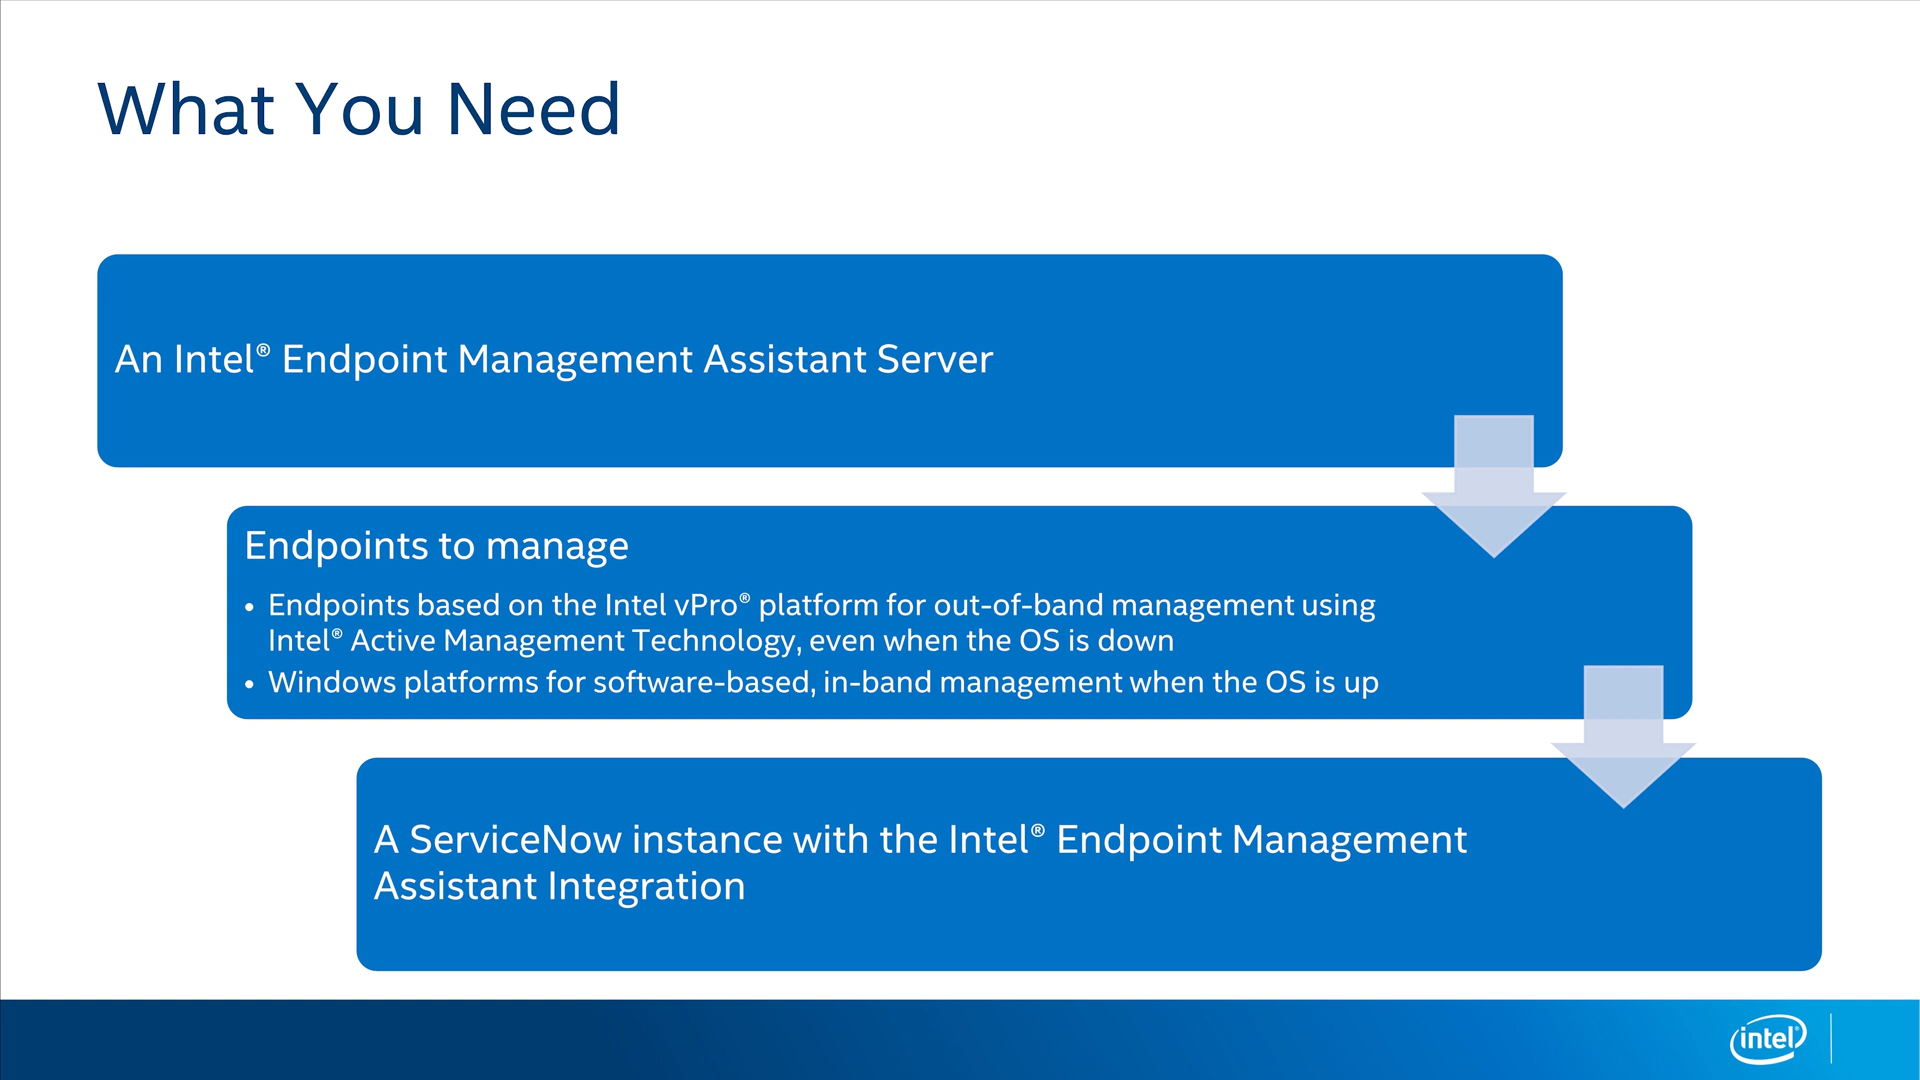 What You Need
An Intel® Endpoint Management Assistant Server
Endpoints to manage
• Endpoints based on the Intel vPro® platform for out-of-band management using
Intel® Active Management Technology, even when the OS is down
• Windows platforms for software-based, in-band management when the OS is up
A ServiceNow instance with the Intel® Endpoint Management
Assistant Integration
intel®